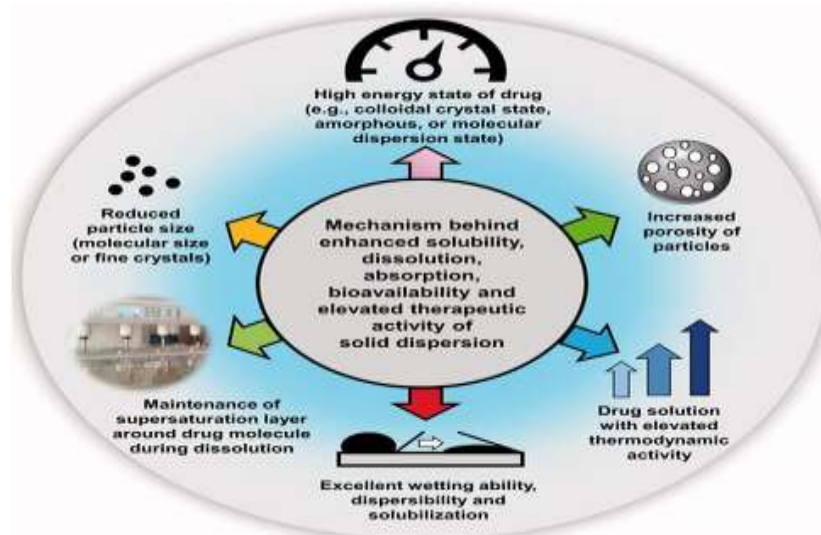 High energy state of drug
(e.g., colloidal crystal state,
amorphous, or molecular
dispersion state)
Reduced
particle size
(molecular size
or fine crystals)
Increased
porosity of
particles
Mechanism behind
enhanced solubility,
dissolution,
absorption,
bioavailability and
elevated therapeutic
activity of
solid dispersion
Maintenance of
supersaturation layer
around drug molecule
during dissolution
Drug solution
with elevated
thermodynamic
activity
Excellent wetting ability,
dispersibility and
solubilization